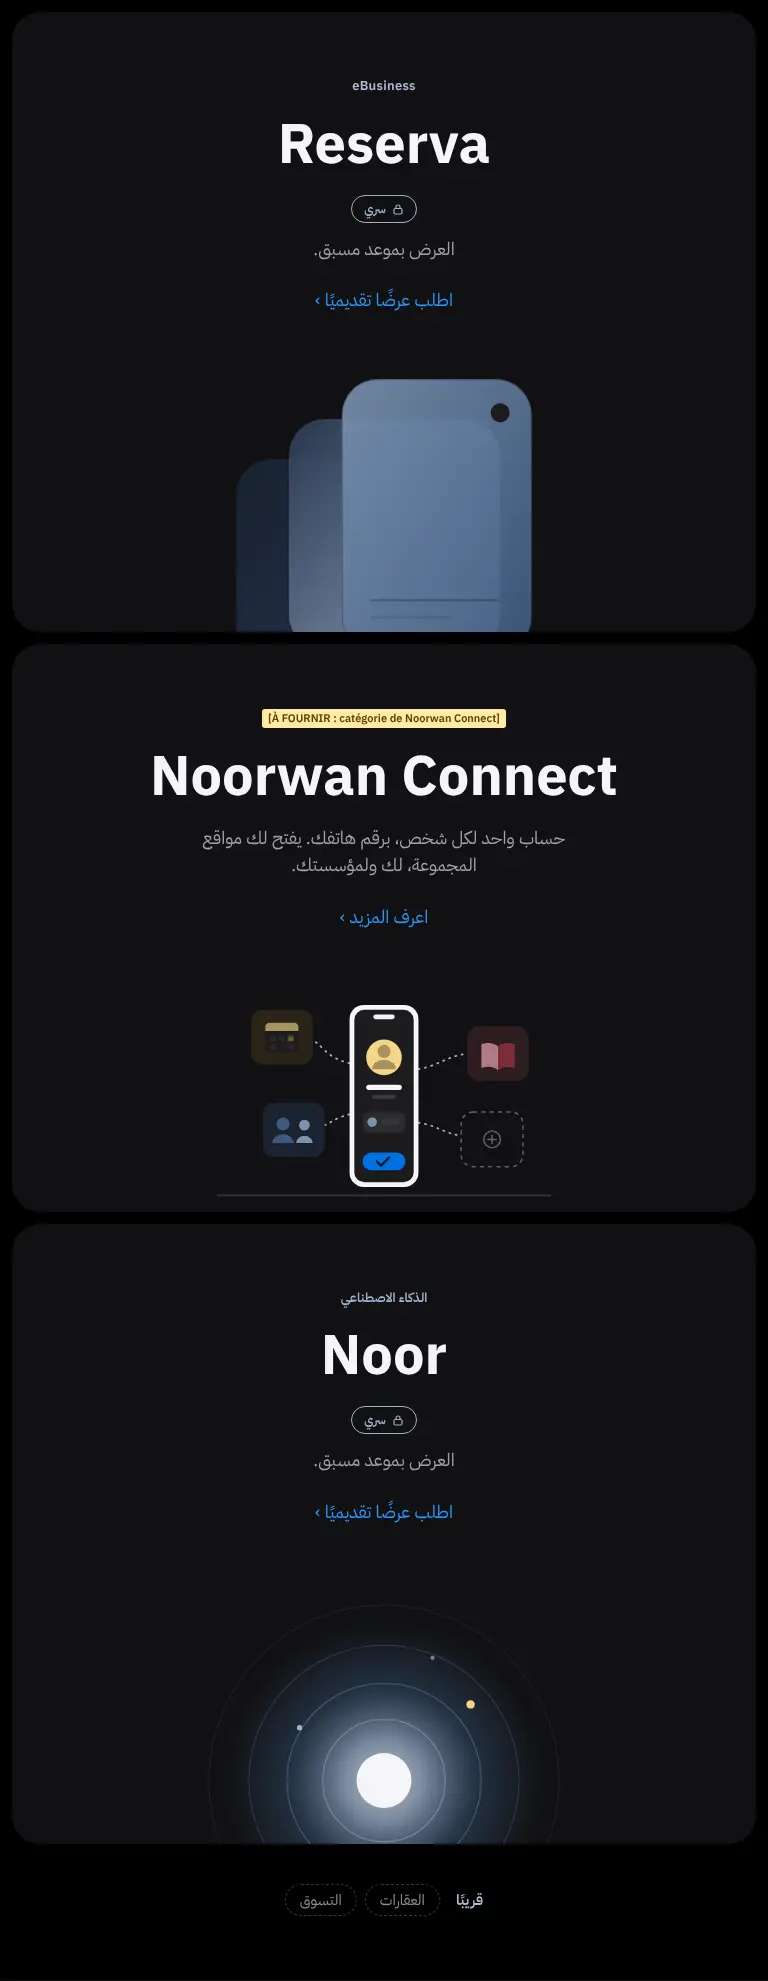 eBusiness
Reserva
سري
العرض بموعد مسبق.
اطلب عرضًا تقديميًا ›
[À FOURNIR : catégorie de Noorwan Connect]
Noorwan Connect
حساب واحد لكل شخص، برقم هاتفك. يفتح لك مواقع
المجموعة، لك ولمؤسستك.
اعرف المزيد ›
الذكاء الاصطناعي
Noor
سري
العرض بموعد مسبق.
اطلب عرضًا تقديميًا ›
قريبًا العقارات التسوق